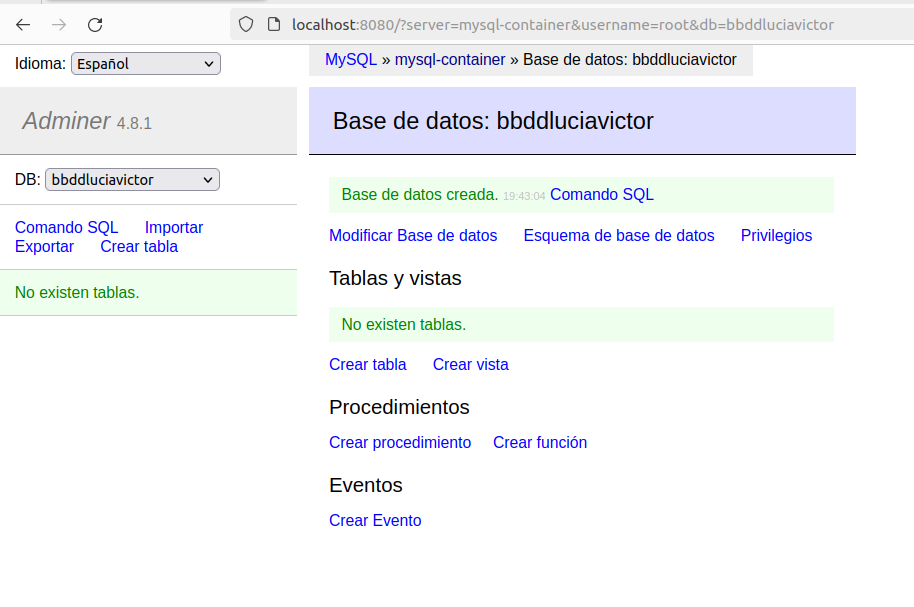 localhost:8080/?server=mysql-container&username=root&db=bbddluciavictor
Idioma: Español
MySQL » mysql-container » Base de datos: bbddluciavictor
Adminer 4.8.1
Base de datos: bbddluciavictor
DB: bbddluciavictor
Comando SQL Importar
Exportar Crear tabla
No existen tablas.
Base de datos creada. 19:43:04 Comando SQL
Modificar Base de datos Esquema de base de datos Privilegios
Tablas y vistas
No existen tablas.
Crear tabla Crear vista
Procedimientos
Crear procedimiento Crear función
Eventos
Crear Evento